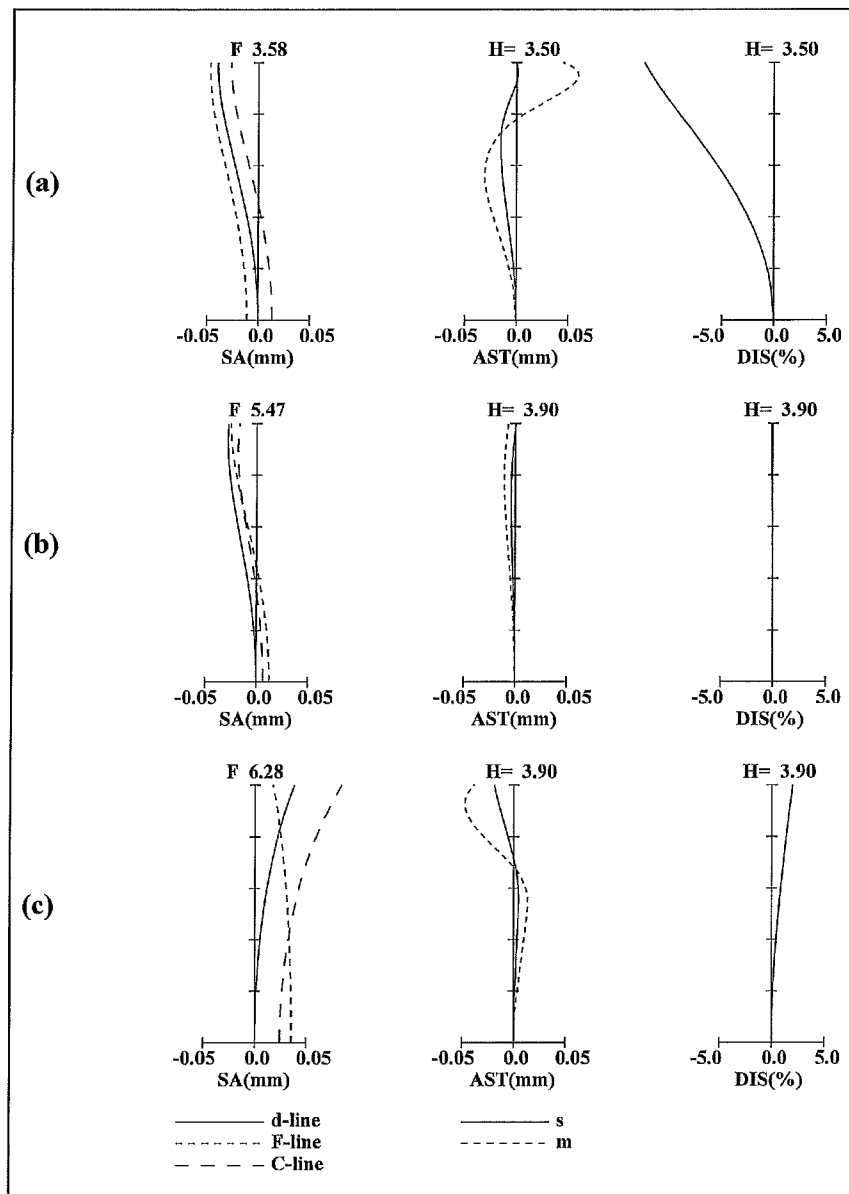 F 3.58 H= 3.50 H= 3.50
(a)
-0.05 0.0 0.05 -0.05 0.0 0.05 -5.0 0.0 5.0
SA(mm) AST(mm) DIS(%)
F 5.47 H= 3.90 H= 3.90
(b)
-0.05 0.0 0.05 -0.05 0.0 0.05 -5.0 0.0 5.0
SA(mm) AST(mm) DIS(%)
F 6.28 H= 3.90 H= 3.90
(c)
-0.05 0.0 0.05 -0.05 0.0 0.05 -5.0 0.0 5.0
SA(mm) AST(mm) DIS(%)
d-line s
F-line m
C-line